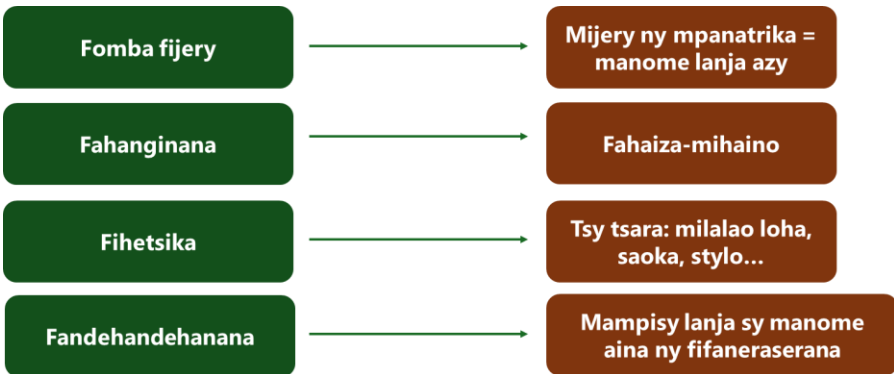 Fomba fijery
Mijery ny mpanatrika =
manome lanja azy
Fahanginana
Fahaiza-mihaino
Fihetsika
Tsy tsara: milalao loha,
saoka, stylo...
Fandehandehanana
Mampisy lanja sy manome
aina ny fifaneraserana